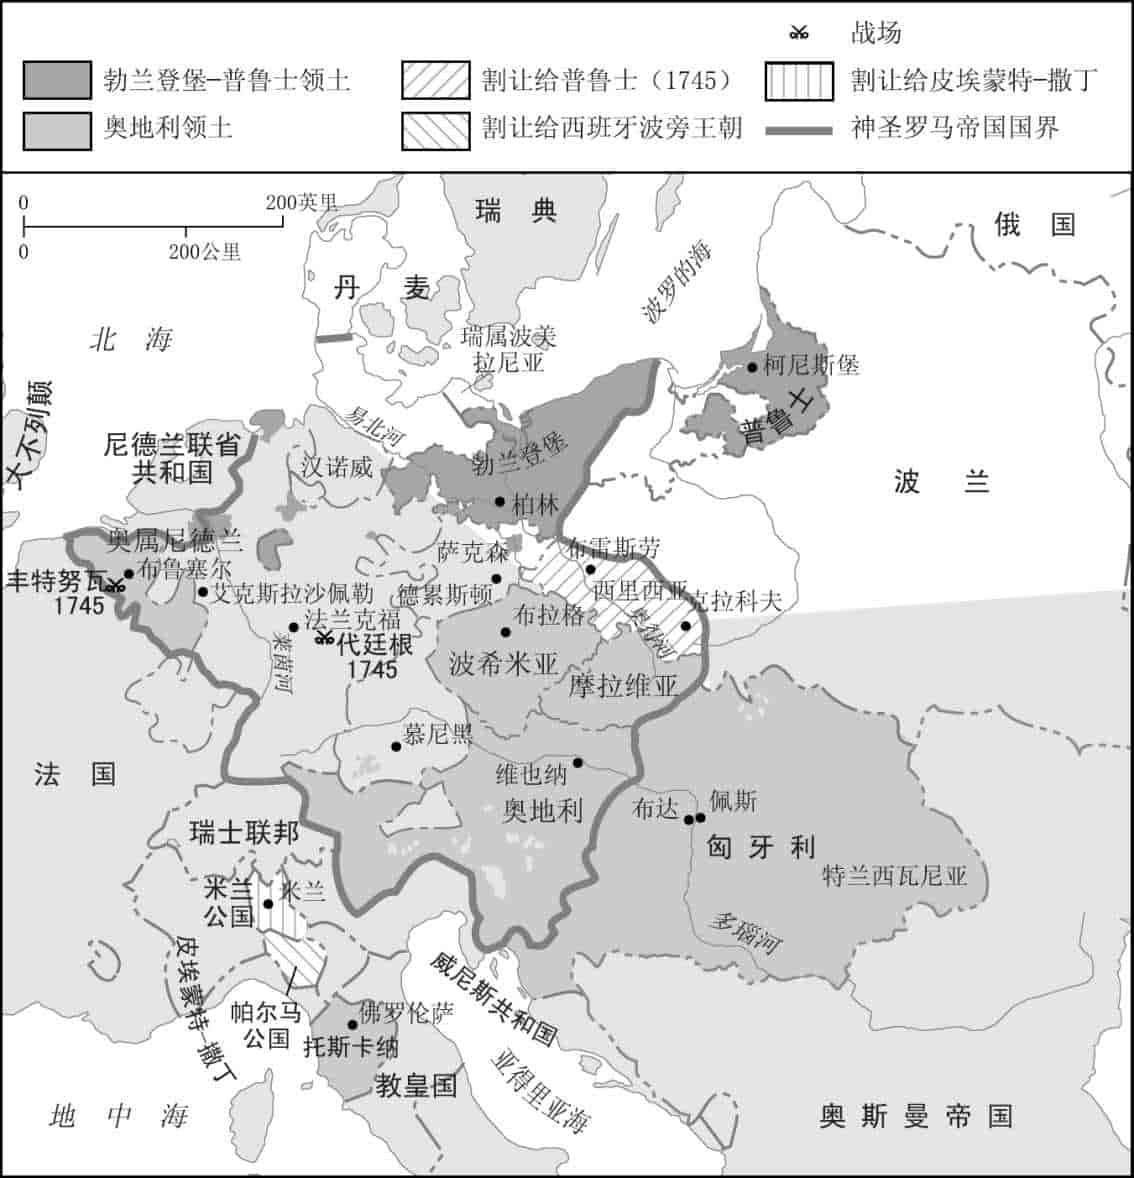 战场
勃兰登堡-普鲁士领土
割让给普鲁士（1745）
割让给皮埃蒙特-撒丁
奥地利领土
割让给西班牙波旁王朝
神圣罗马帝国国界
0
200英里
0
200公里
瑞典
俄国
丹麦
波罗的海
北海
瑞属波美
拉尼亚
柯尼斯堡
普鲁士
大不列颠
易北河
尼德兰联省
共和国
汉诺威
勃兰登堡
柏林
波兰
奥属尼德兰
萨克森
布雷斯劳
丰特努瓦
1745
布鲁塞尔
艾克斯拉沙佩勒
德累斯顿
西里西亚
克拉科夫
法兰克福
布拉格
奥得河
代廷根
1745
莱茵河
波希米亚
摩拉维亚
慕尼黑
法国
维也纳
奥地利
布达
佩斯
瑞士联邦
匈牙利
特兰西瓦尼亚
米兰
公国
米兰
多瑙河
皮埃蒙特-撒丁
威尼斯共和国
帕尔马
公国
佛罗伦萨
托斯卡纳
教皇国
亚得里亚海
地中海
奥斯曼帝国